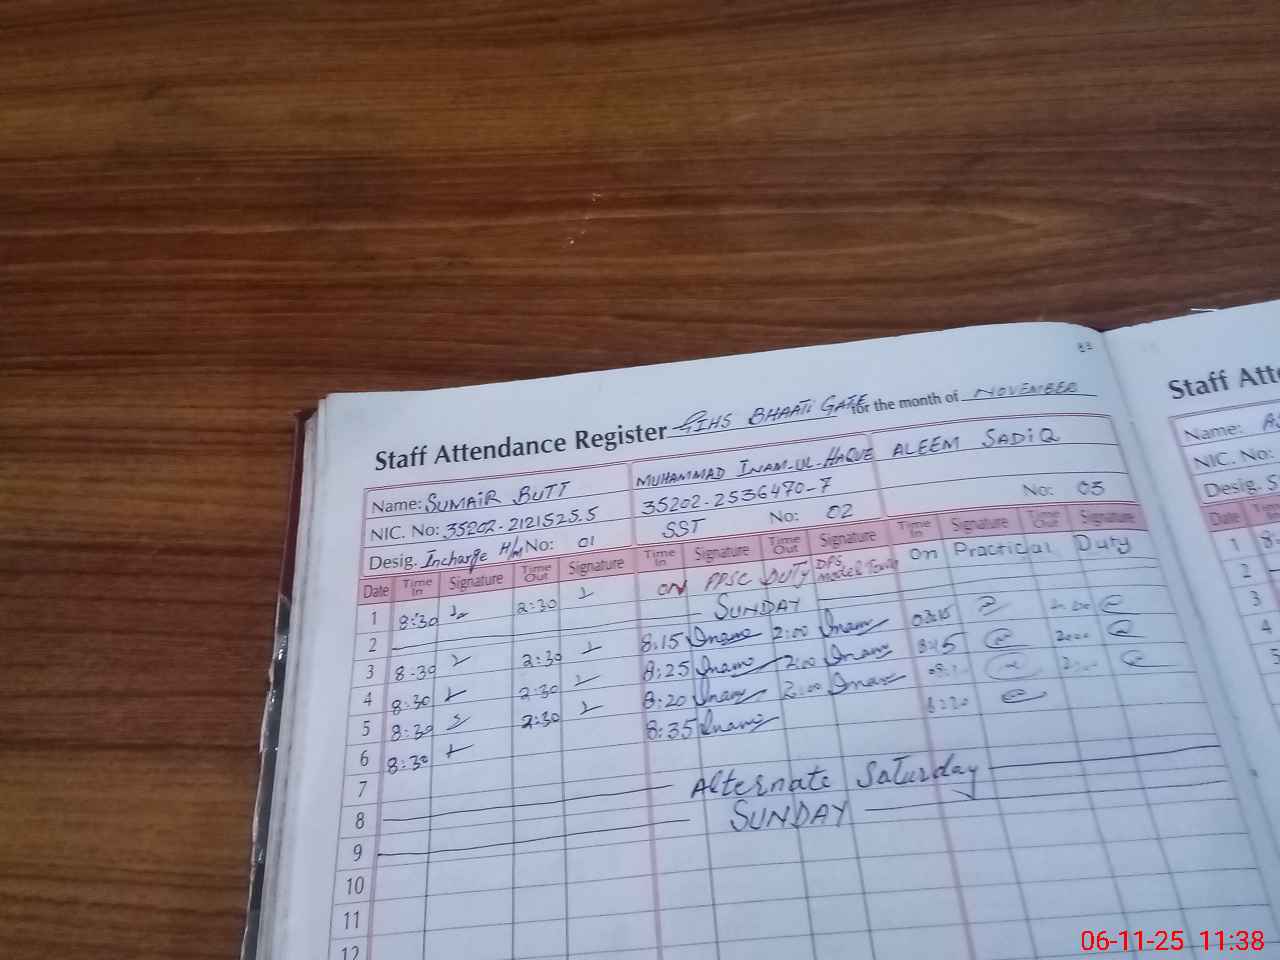 83
Staff Attendance Register GHS BHAATI GATE for the month of NOVEMBER
Name: SUMAIR BUTT MUHAMMAD INAM-UL-HAQUE ALEEM SADIQ
NIC. No: 35202-2121525.5 35202-2536470-7
Desig. Incharge H/M No: 01 SST No: 02 No: 03
Date Time In Signature Time Out Signature Time In Signature Time Out Signature Time In Signature Time Out Signature
1 8:30 2:30 ON PPSC DUTY DPS Model Town On Practical Duty
2 SUNDAY
3 8:30 2:30 8.15 Inam 2:00 Inam
4 8:30 2:30 8:25 Inam 2:00 Inam 8:15
5 8:30 2:30 8:20 Inam 2:00 Inam
6 8:30 8:35 Inam
7
8 Alternate Saturday
9 SUNDAY
10
11
12
Staff Atte
Name:
NIC. No:
Desig. S
Date
1
2
3
4
5
06-11-25 11:38